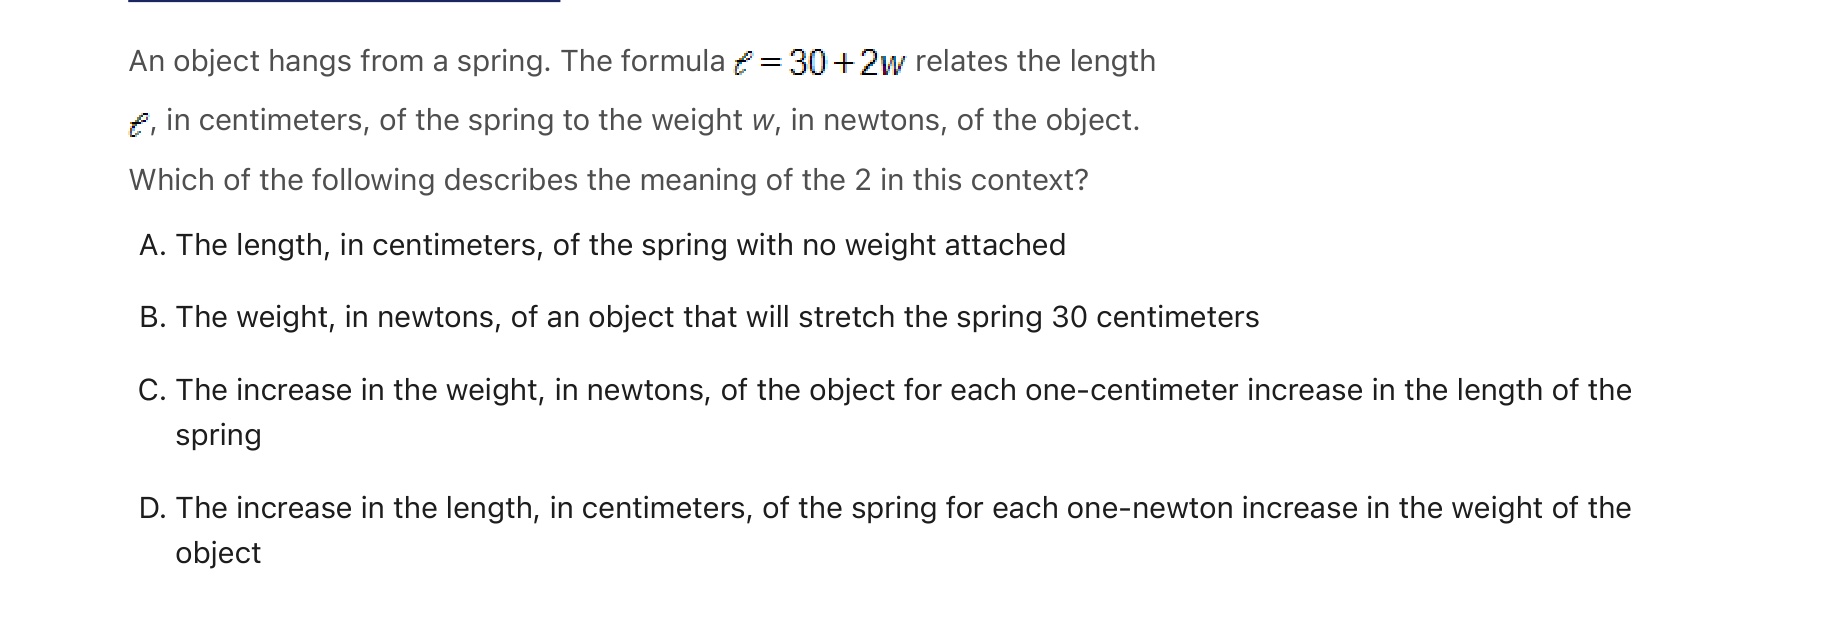 An object hangs from a spring. The formula ℓ = 30 + 2w relates the length
ℓ, in centimeters, of the spring to the weight w, in newtons, of the object.
Which of the following describes the meaning of the 2 in this context?
A. The length, in centimeters, of the spring with no weight attached
B. The weight, in newtons, of an object that will stretch the spring 30 centimeters
C. The increase in the weight, in newtons, of the object for each one-centimeter increase in the length of the
spring
D. The increase in the length, in centimeters, of the spring for each one-newton increase in the weight of the
object